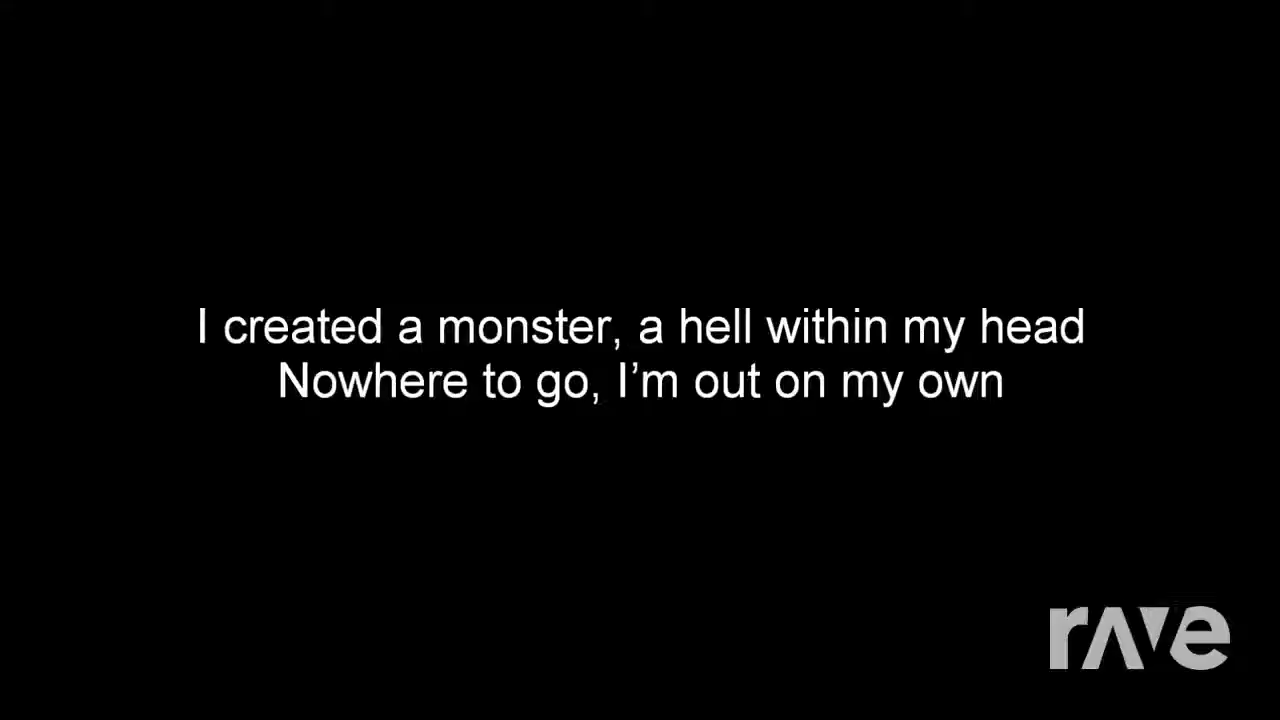 I created a monster, a hell within my head
Nowhere to go, I’m out on my own
rave